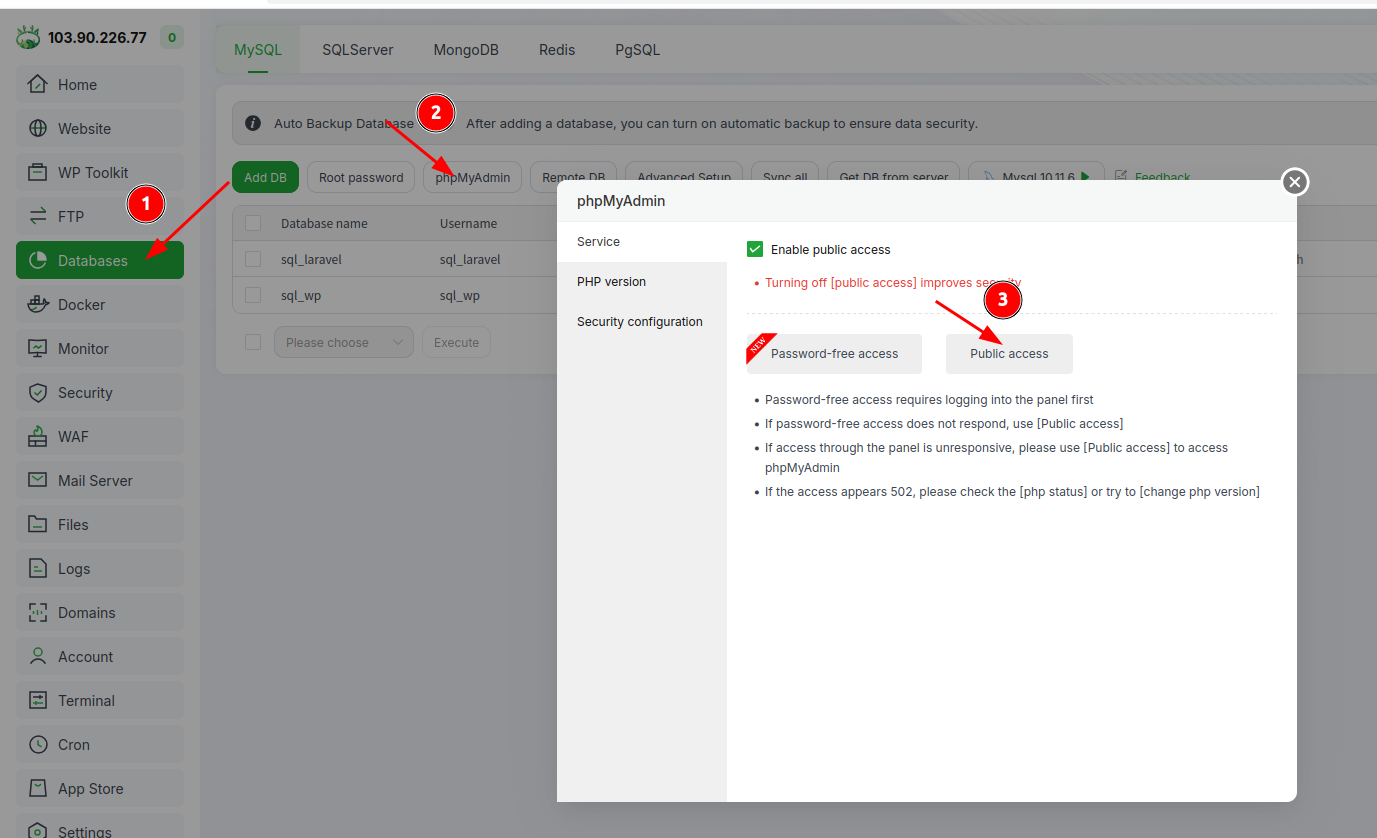 103.90.226.77 0
Home
Website
WP Toolkit
FTP
Databases
Docker
Monitor
Security
WAF
Mail Server
Files
Logs
Domains
Account
Terminal
Cron
App Store
Settings
MySQL SQLServer MongoDB Redis PgSQL
Auto Backup Database After adding a database, you can turn on automatic backup to ensure data security.
1
2
3
Add DB Root password phpMyAdmin Remote DB Advanced Setup Sync all Get DB from server Mysql 10.11.6 Feedback
Database name Username
sql_laravel sql_laravel
h
sql_wp sql_wp
Please choose Execute
phpMyAdmin
Service
PHP version
Security configuration
Enable public access
• Turning off [public access] improves security
NEW
Password-free access Public access
• Password-free access requires logging into the panel first
• If password-free access does not respond, use [Public access]
• If access through the panel is unresponsive, please use [Public access] to access
phpMyAdmin
• If the access appears 502, please check the [php status] or try to [change php version]